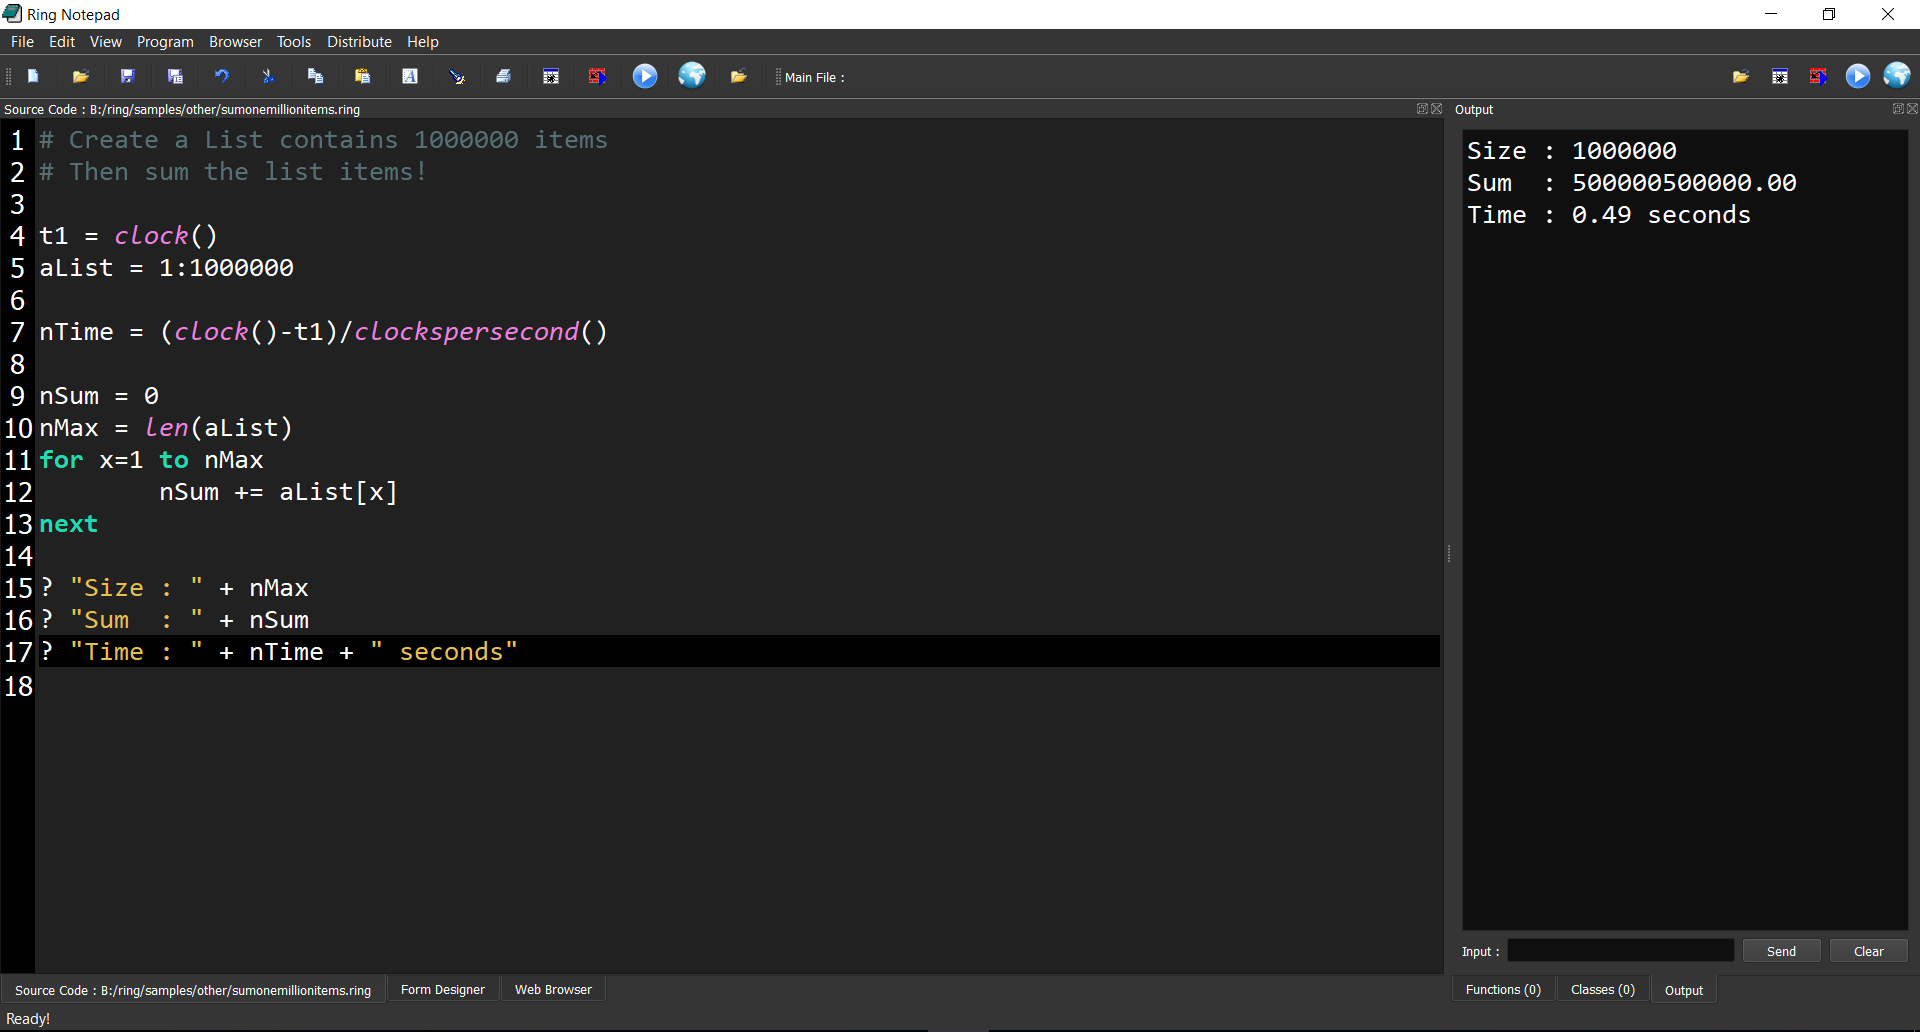 Ring Notepad
File Edit View Program Browser Tools Distribute Help
Main File :
Source Code : B:/ring/samples/other/sumonemillionitems.ring
1 # Create a List contains 1000000 items
2 # Then sum the list items!
3
4 t1 = clock()
5 aList = 1:1000000
6
7 nTime = (clock()-t1)/clockspersecond()
8
9 nSum = 0
10 nMax = len(aList)
11 for x=1 to nMax
12         nSum += aList[x]
13 next
14
15 ? "Size : " + nMax
16 ? "Sum  : " + nSum
17 ? "Time : " + nTime + " seconds"
18
Output
Size : 1000000
Sum  : 500000500000.00
Time : 0.49 seconds
Input : Send Clear
Source Code : B:/ring/samples/other/sumonemillionitems.ring Form Designer Web Browser
Functions (0) Classes (0) Output
Ready!